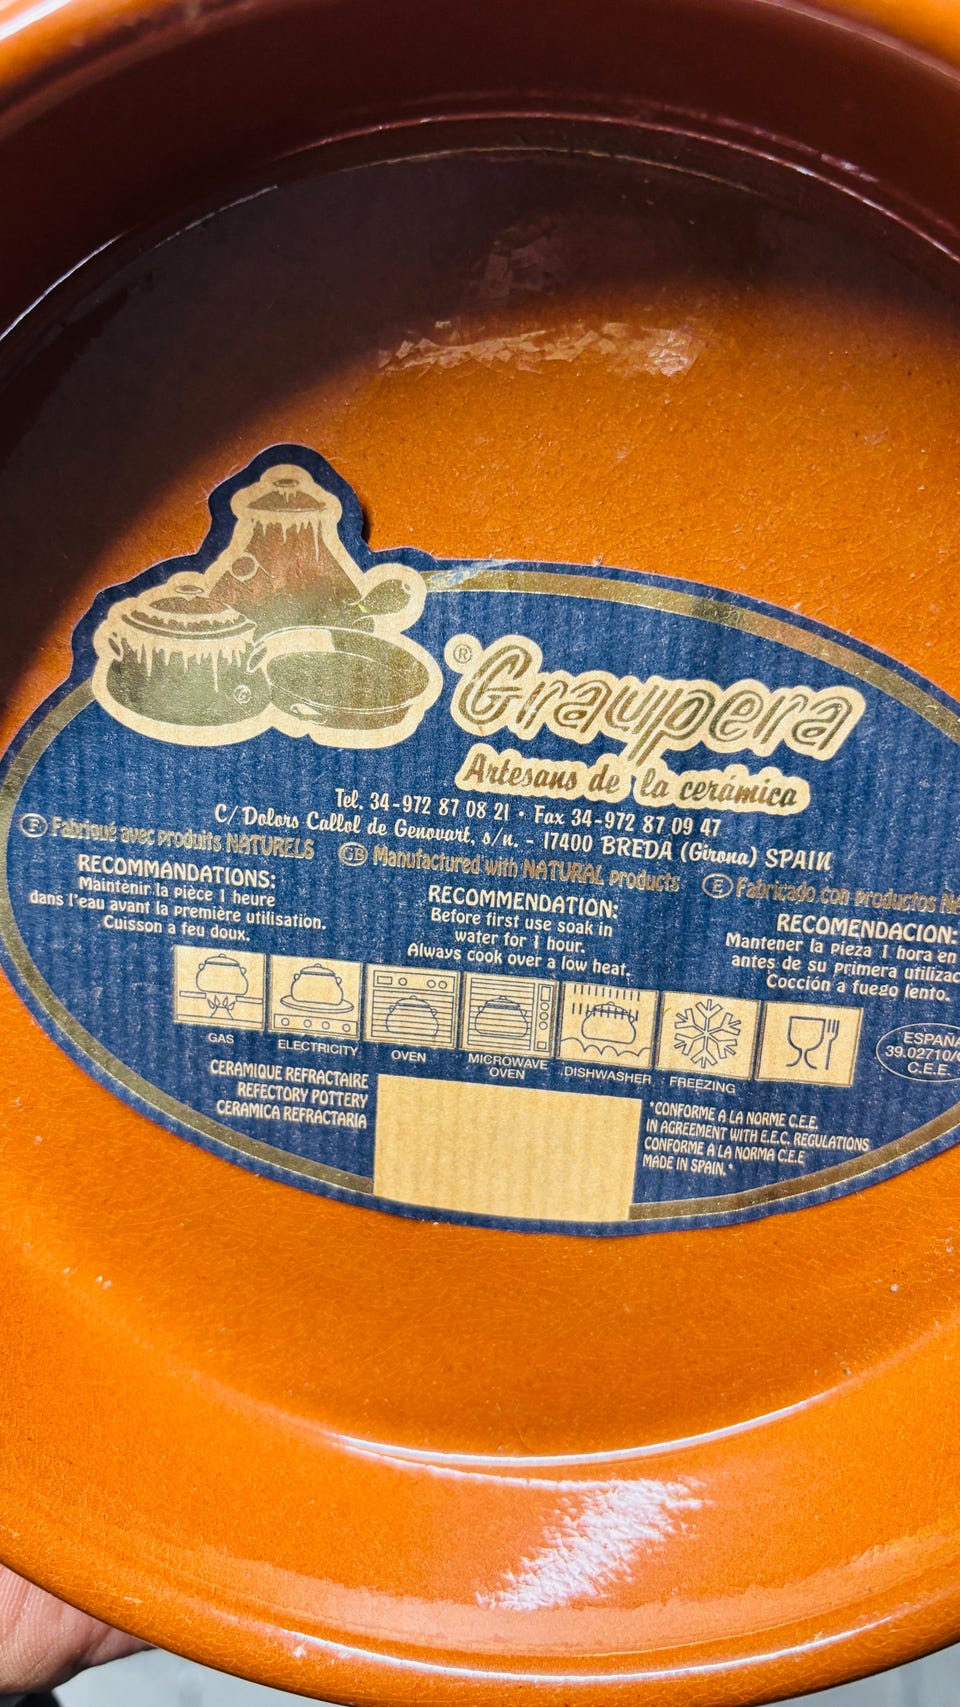 ® Graupera
Artesans de la cerámica
Tel. 34-972 87 08 21 • Fax 34-972 87 09 47
C/ Dolors Callol de Genovart, s/n. - 17400 BREDA (Girona) SPAIN
F Fabriqué avec produits NATURELS
RECOMMANDATIONS:
Maintenir la pièce 1 heure
dans l'eau avant la première utilisation.
Cuisson a feu doux.
GB Manufactured with NATURAL products
RECOMMENDATION:
Before first use soak in
water for 1 hour.
Always cook over a low heat.
E Fabricado con productos
RECOMENDACION:
Mantener la pieza 1 hora en
antes de su primera utilizac
Cocción a fuego lento.
GAS
ELECTRICITY
OVEN
MICROWAVE
OVEN
DISHWASHER
FREEZING
ESPAÑA
39.02710/
C.E.E.
CERAMIQUE REFRACTAIRE
REFECTORY POTTERY
CERAMICA REFRACTARIA
"CONFORME A LA NORME C.E.E.
IN AGREEMENT WITH E.E.C. REGULATIONS
CONFORME A LA NORMA C.E.E
MADE IN SPAIN."